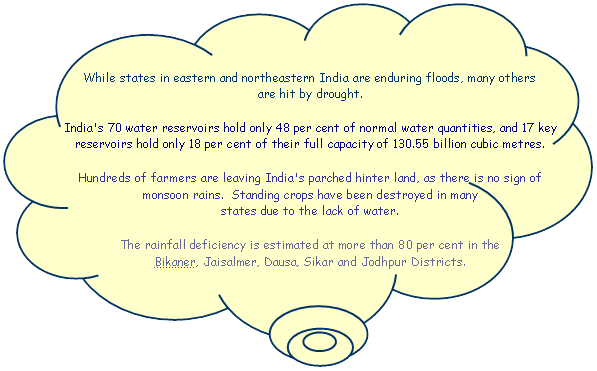 While states in eastern and northeastern India are enduring floods, many others
are hit by drought.
India's 70 water reservoirs hold only 48 per cent of normal water quantities, and 17 key
reservoirs hold only 18 per cent of their full capacity of 130.55 billion cubic metres.
Hundreds of farmers are leaving India's parched hinter land, as there is no sign of
monsoon rains. Standing crops have been destroyed in many
states due to the lack of water.
The rainfall deficiency is estimated at more than 80 per cent in the
Bikaner, Jaisalmer, Dausa, Sikar and Jodhpur Districts.